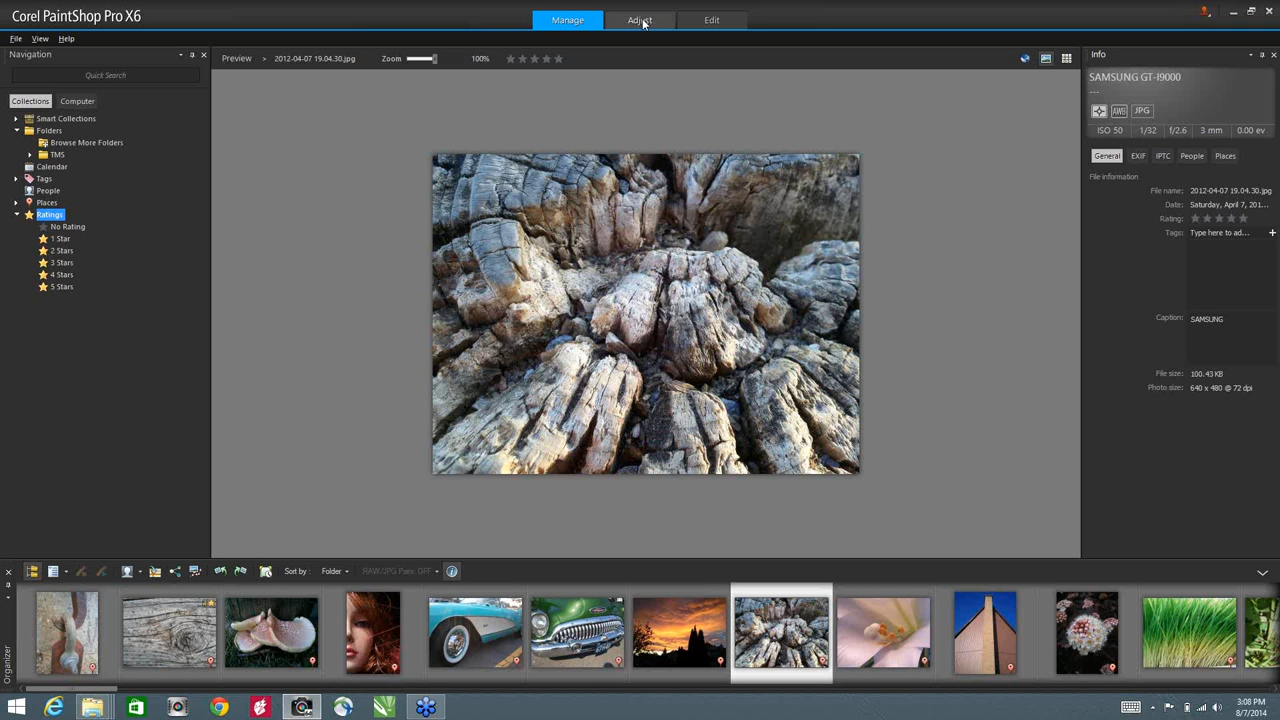 Corel PaintShop Pro X6
Manage Adjust Edit
File View Help
Navigation
Preview > 2012-04-07 19.04.30.jpg Zoom 100%
Info
Quick Search
SAMSUNG GT-I9000
---
Collections Computer
AWB JPG
Smart Collections
Folders
ISO 50 1/32 f/2.6 3 mm 0.00 ev
Browse More Folders
TMS
General EXIF IPTC People Places
Calendar
Tags
File information
People
File name: 2012-04-07 19.04.30.jpg
Places
Date: Saturday, April 7, 201...
Ratings
Rating:
No Rating
Tags: Type here to ad... +
1 Star
2 Stars
3 Stars
4 Stars
5 Stars
Caption: SAMSUNG
File size: 100.43 KB
Photo size: 640 x 480 @ 72 dpi
Sort by : Folder RAW/JPG Pairs: OFF
Organizer
3:08 PM
8/7/2014